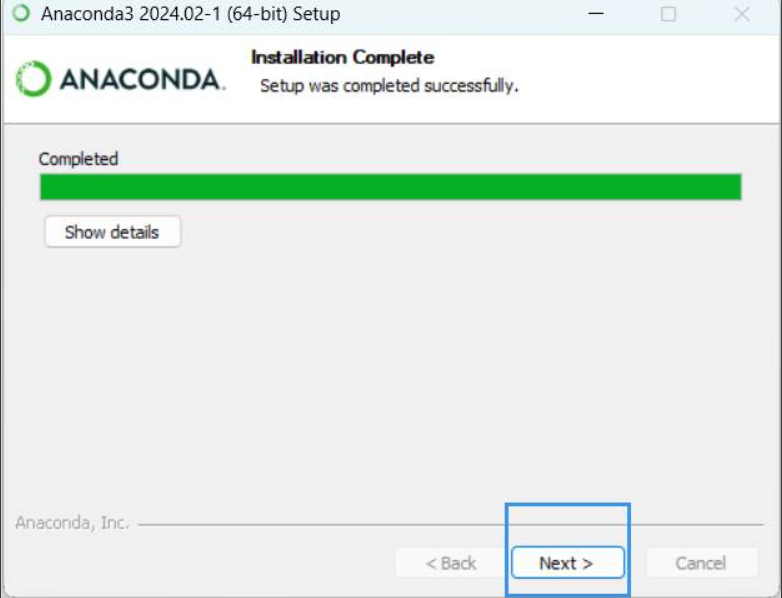 Anaconda3 2024.02-1 (64-bit) Setup
ANACONDA.
Installation Complete
Setup was completed successfully.
Completed
Show details
Anaconda, Inc.
< Back
Next >
Cancel